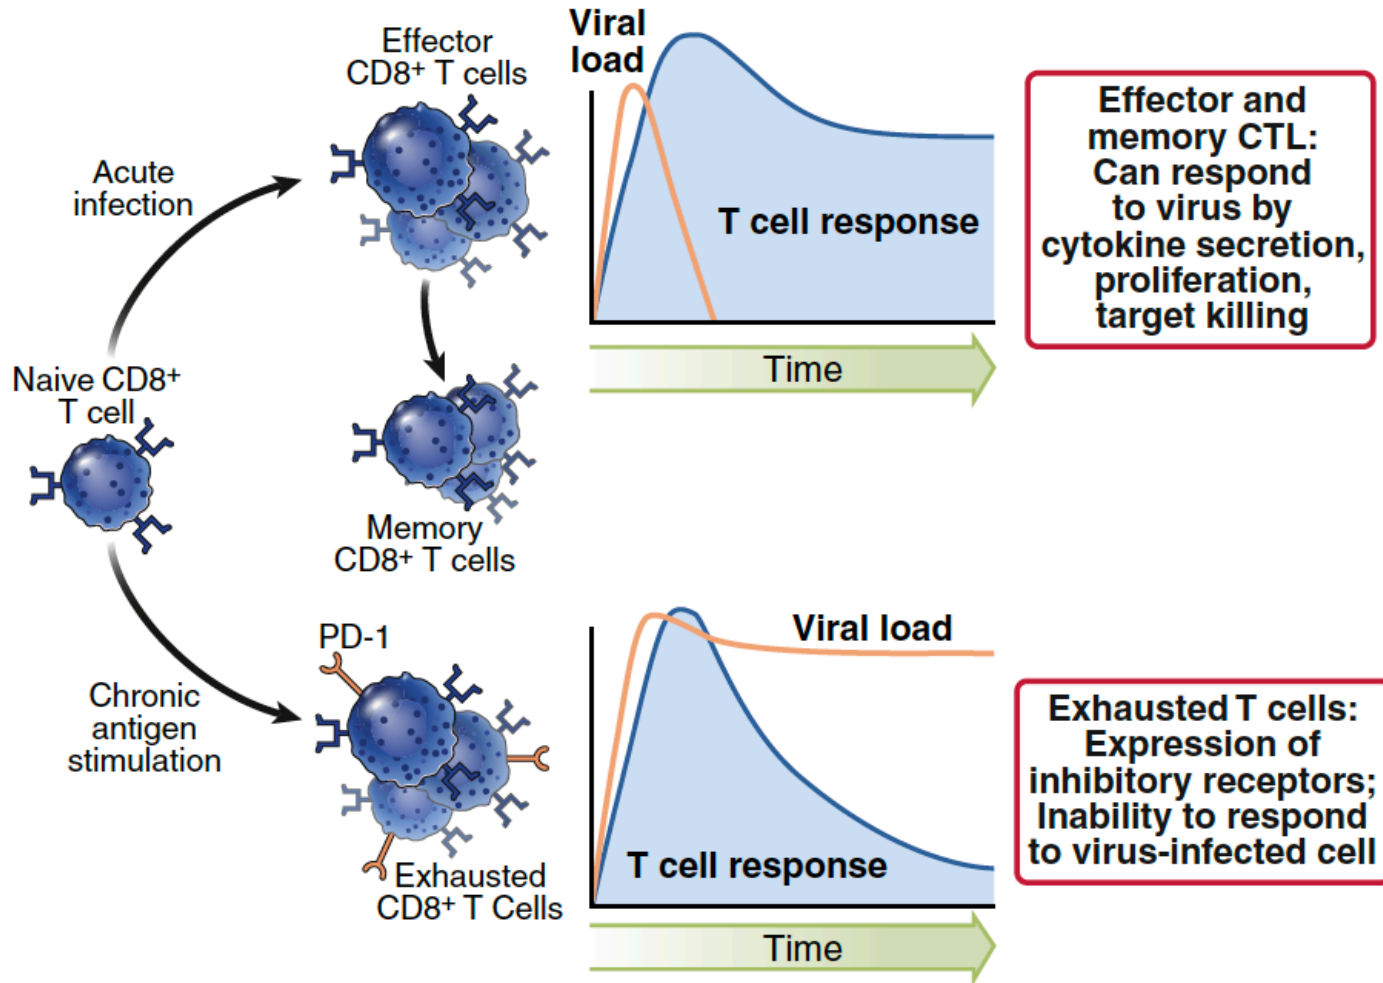 Effector
CD8+ T cells
Acute
infection
Naive CD8+
T cell
Memory
CD8+ T cells
Viral
load
T cell response
Time
Effector and
memory CTL:
Can respond
to virus by
cytokine secretion,
proliferation,
target killing
PD-1
Chronic
antigen
stimulation
Exhausted
CD8+ T Cells
Viral load
T cell response
Time
Exhausted T cells:
Expression of
inhibitory receptors;
Inability to respond
to virus-infected cell